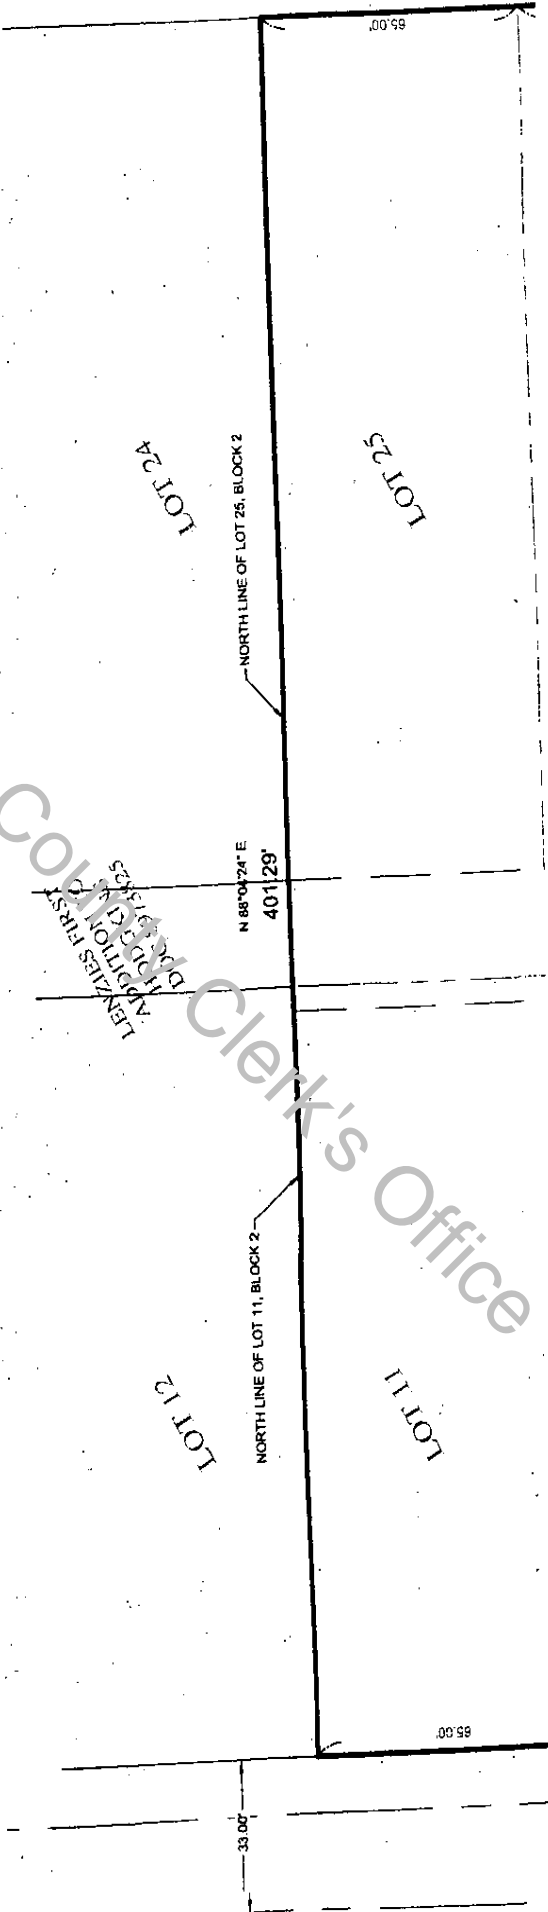 65.00'
LOT 24
LOT 25
NORTH LINE OF LOT 25, BLOCK 2
N 88°04'24" E
401.29'
LENZIES FIRST
ADDITION TO
HODGKINS
County Clerk's Office
NORTH LINE OF LOT 11, BLOCK 2
LOT 12
LOT 11
65.00'
33.00'